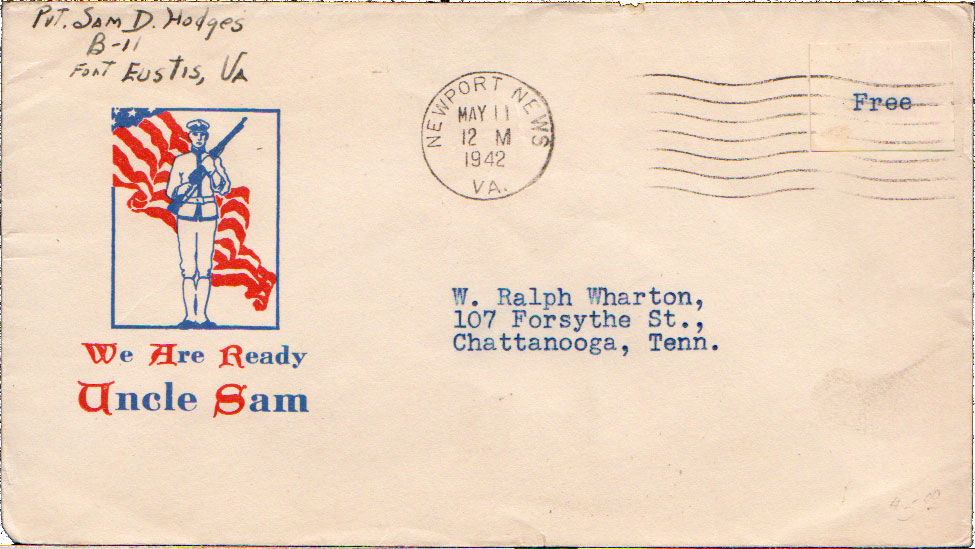 Pvt. Sam D. Hodges
B-11
Fort Eustis, Va
NEWPORT NEWS
MAY 11
12 M
1942
VA.
Free
We Are Ready
Uncle Sam
W. Ralph Wharton,
107 Forsythe St.,
Chattanooga, Tenn.